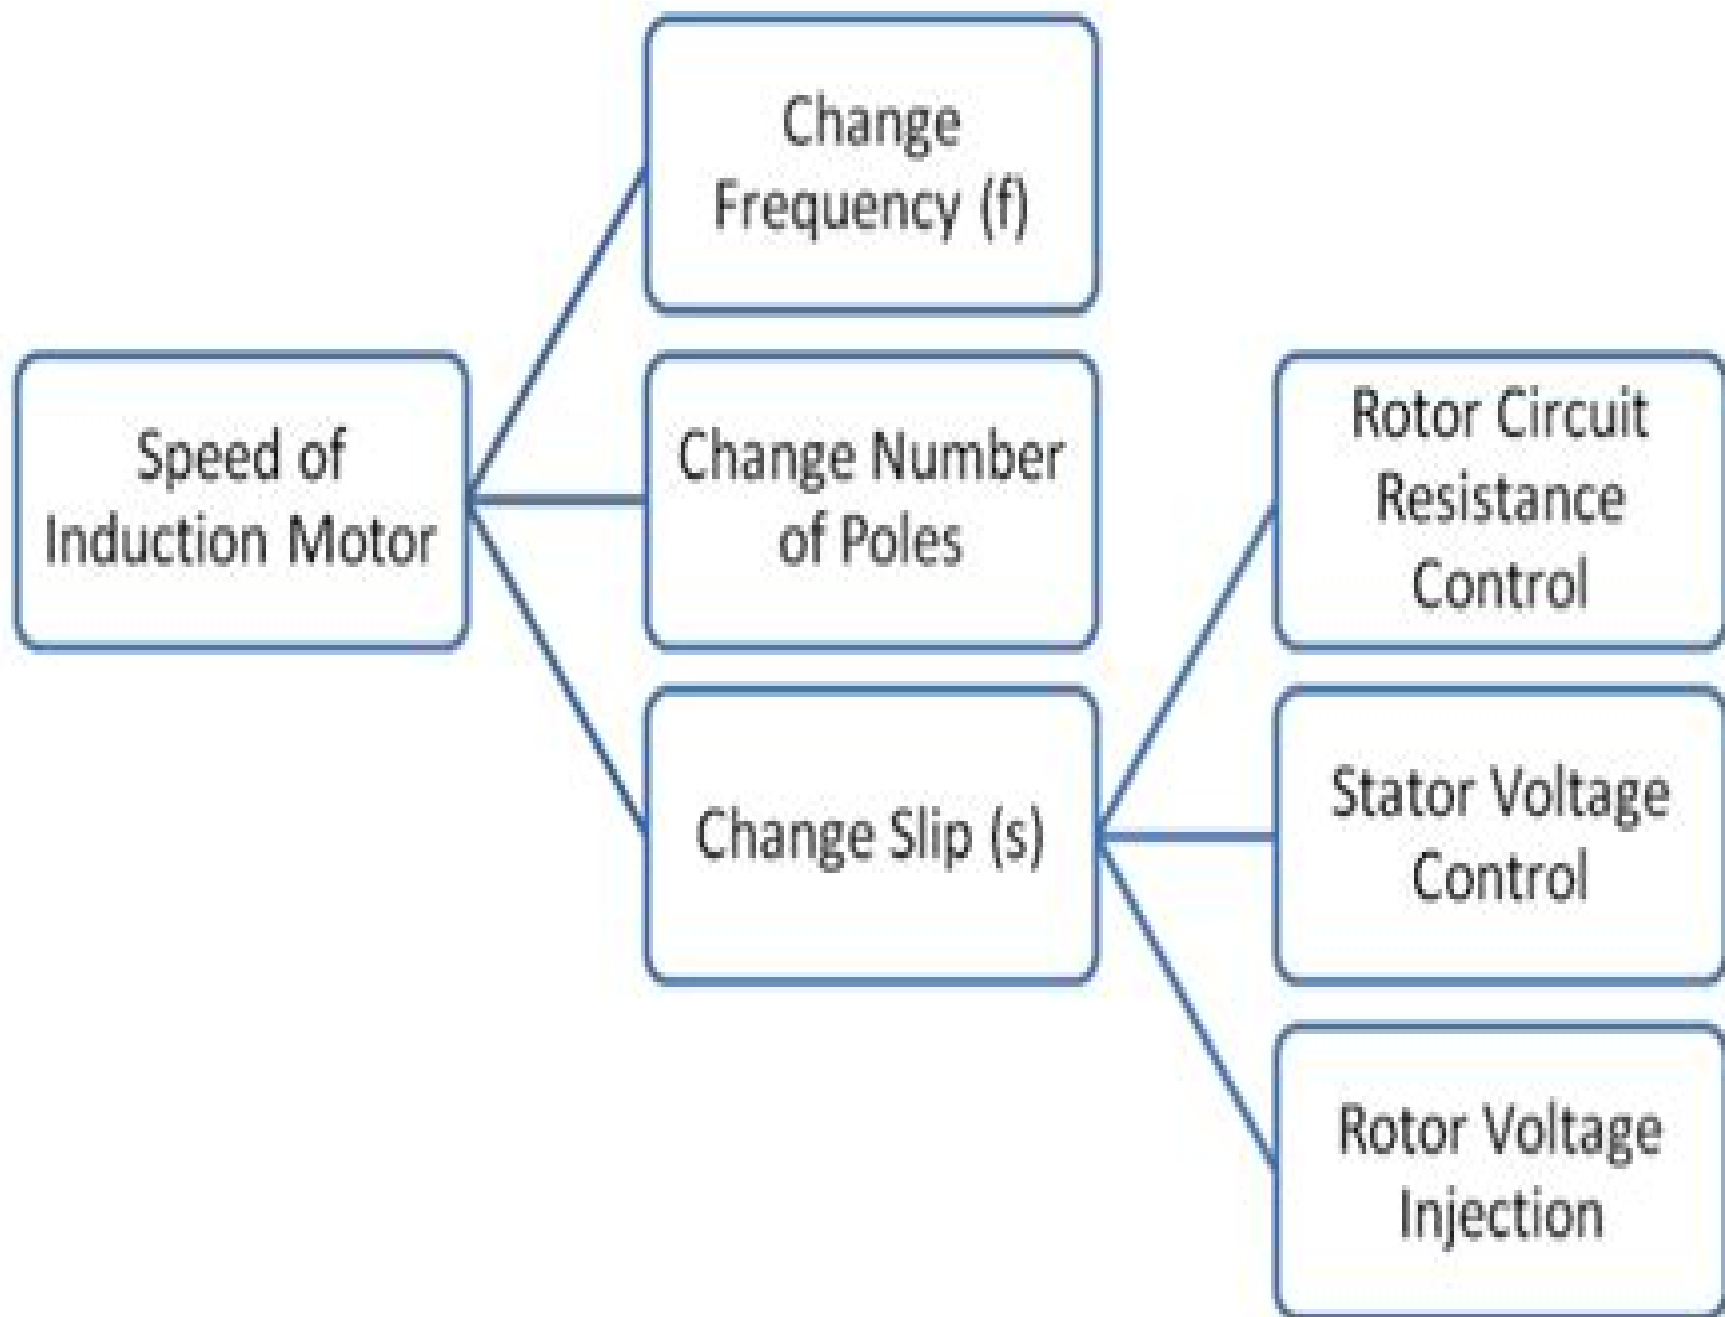 Speed of
Induction Motor
Change
Frequency (f)
Change Number
of Poles
Change Slip (s)
Rotor Circuit
Resistance
Control
Stator Voltage
Control
Rotor Voltage
Injection